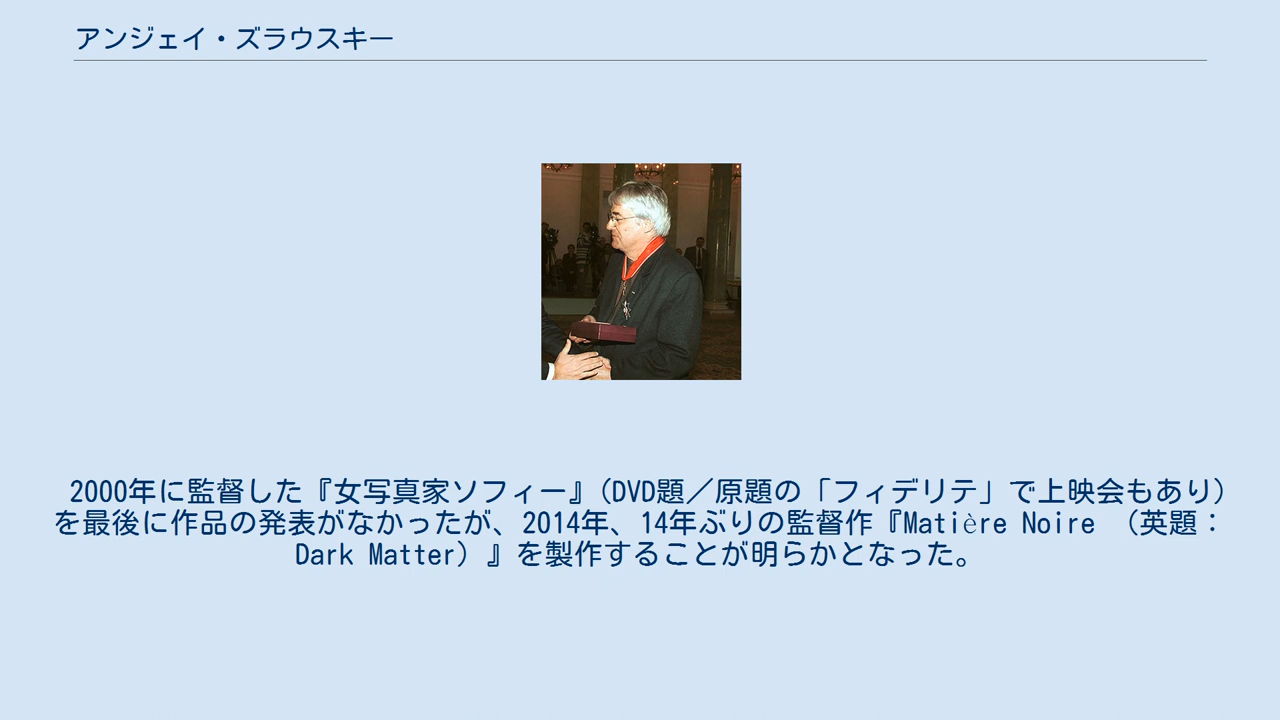 アンジェイ・ズラウスキー
2000年に監督した『女写真家ソフィー』(DVD題／原題の「フィデリテ」で上映会もあり)
を最後に作品の発表がなかったが、2014年、14年ぶりの監督作『Matière Noire （英題：
Dark Matter）』を製作することが明らかとなった。